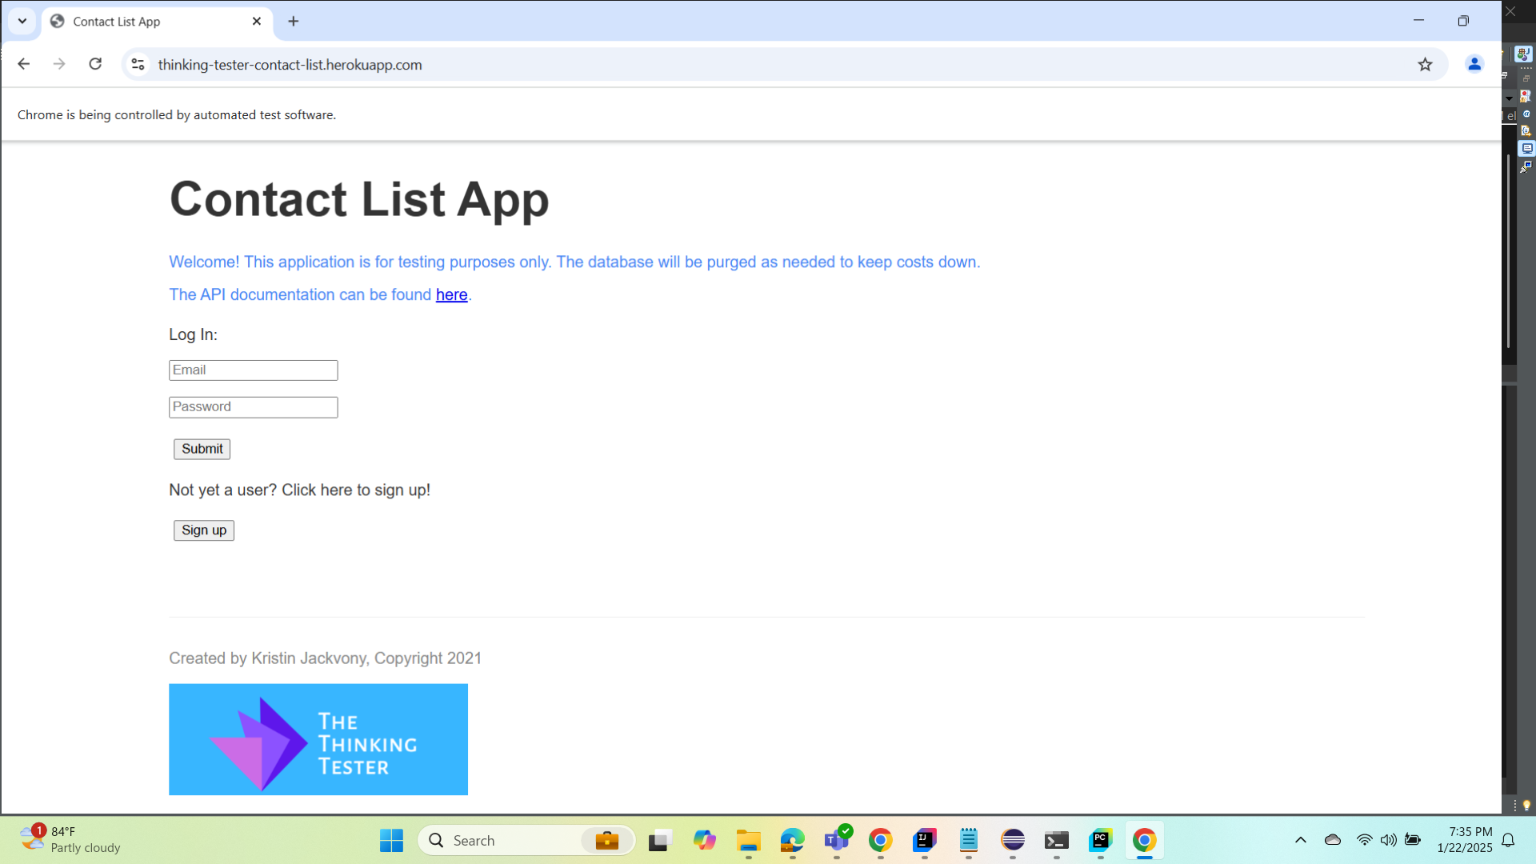 Contact List App
thinking-tester-contact-list.herokuapp.com
Chrome is being controlled by automated test software.
Contact List App
Welcome! This application is for testing purposes only. The database will be purged as needed to keep costs down.
The API documentation can be found here.
Log In:
Email
Password
Submit
Not yet a user? Click here to sign up!
Sign up
Created by Kristin Jackvony, Copyright 2021
THE
THINKING
TESTER
1
84°F
Partly cloudy
Search
7:35 PM
1/22/2025